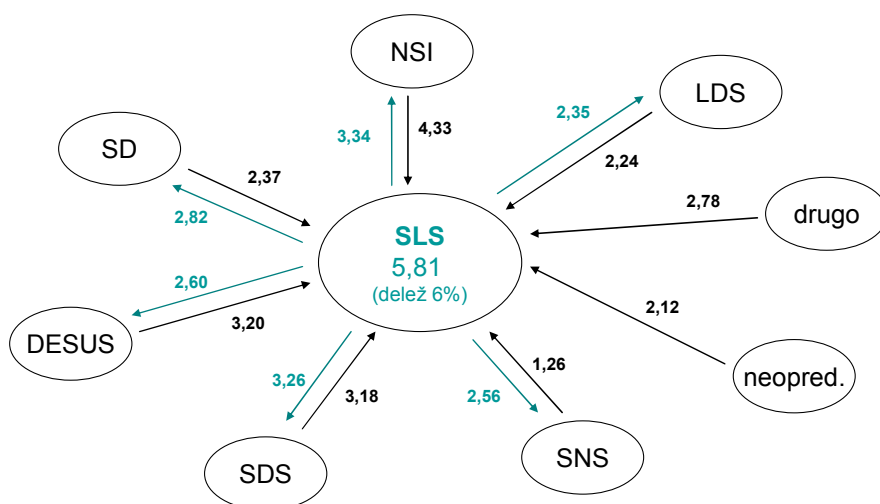 NSI
LDS
2,35
3,34
4,33
SD
2,24
2,37
2,78
drugo
2,82
SLS
5,81
(delež 6%)
2,60
2,12
3,20
DESUS
1,26
neopred.
3,26
2,56
3,18
SNS
SDS